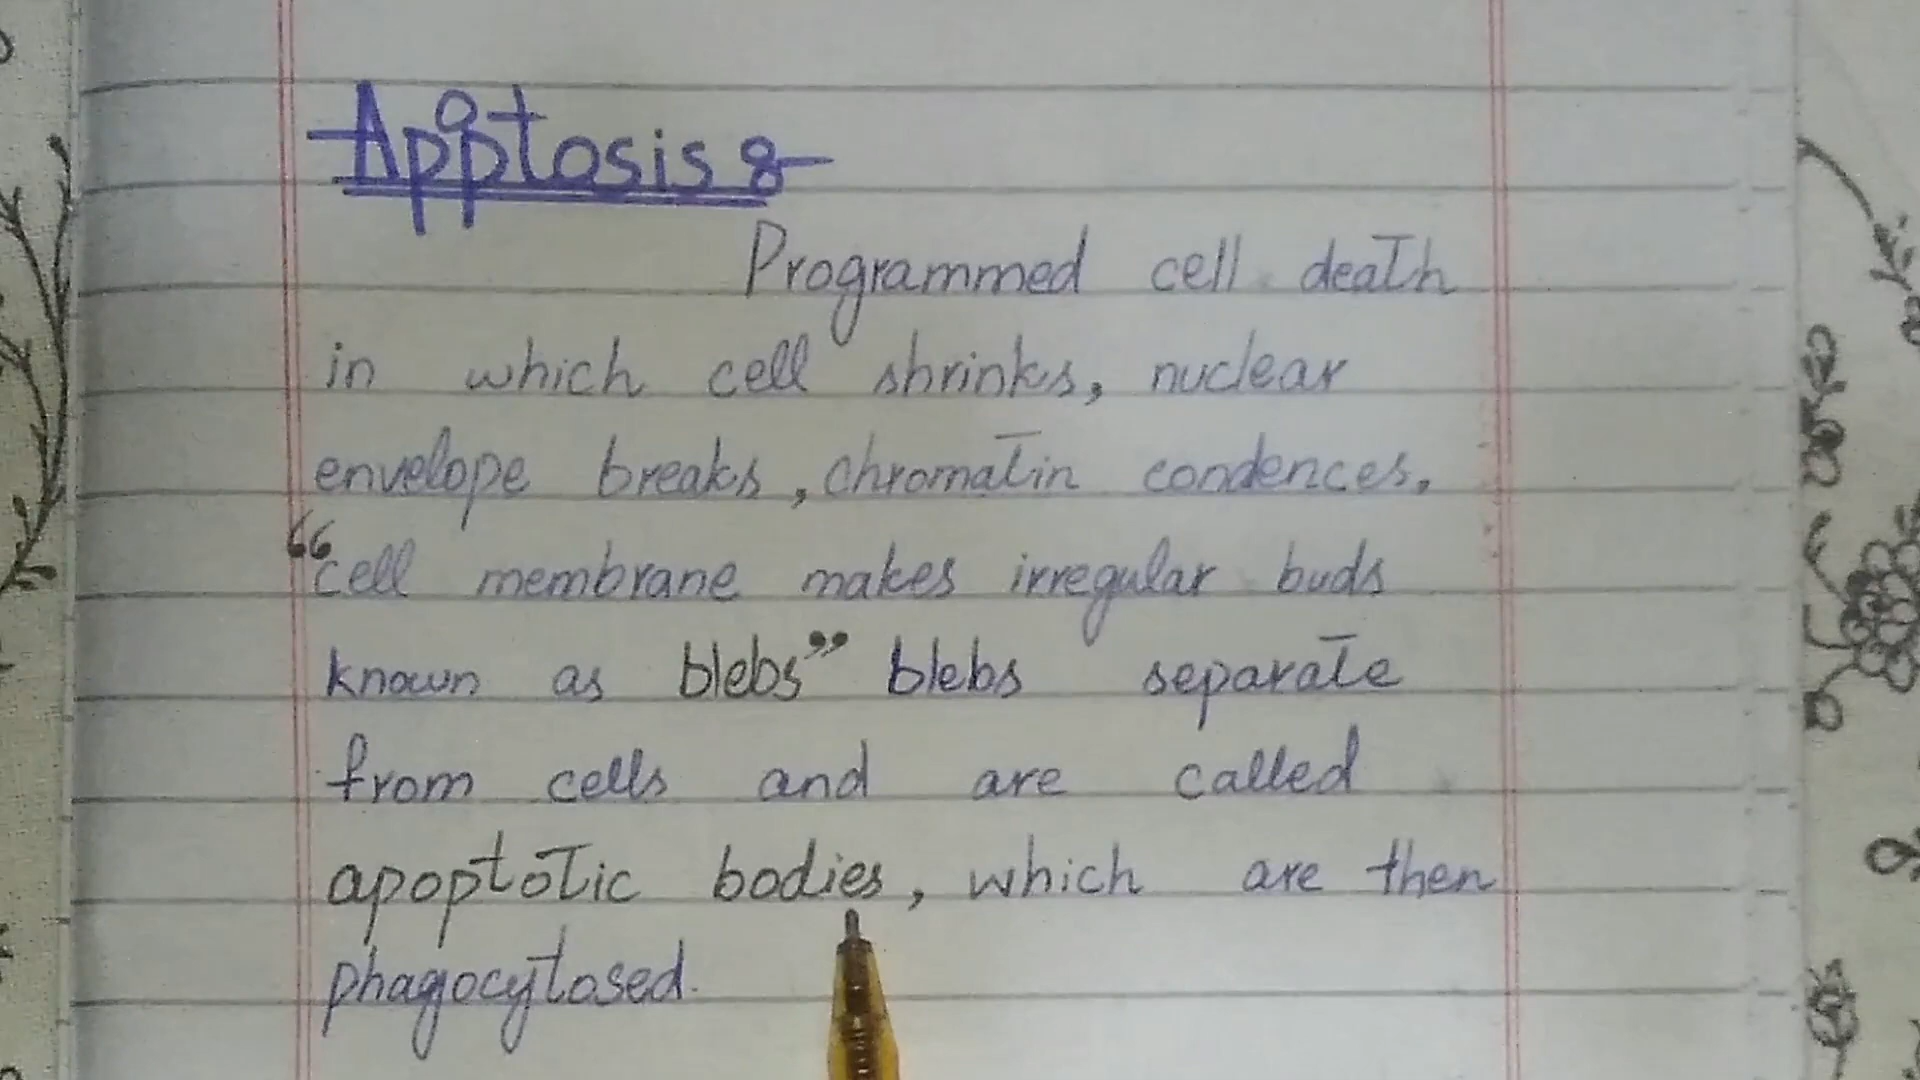 Apoptosis :-
Programmed cell death
in which cell shrinks, nuclear
envelope breaks, chromatin condences,
“cell membrane makes irregular buds
known as blebs” blebs separate
from cells and are called
apoptotic bodies, which are then
phagocytosed.